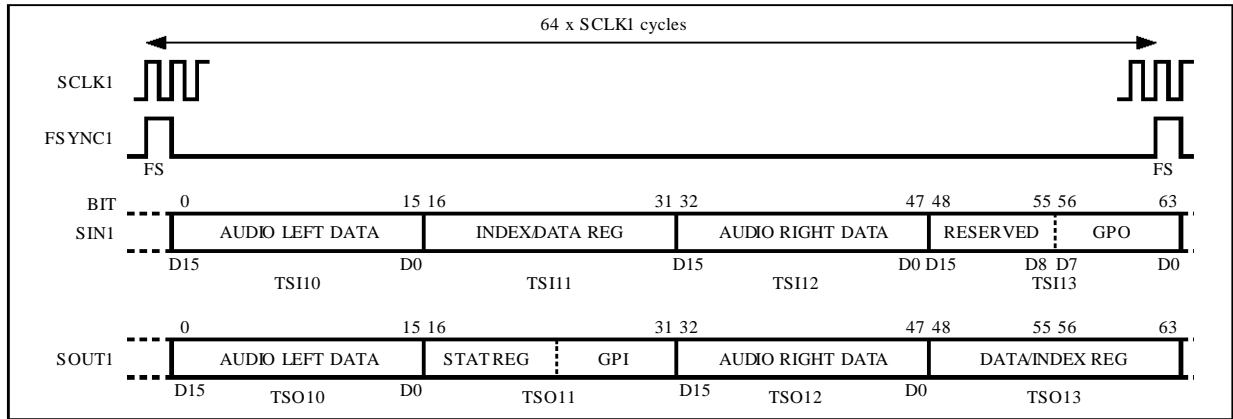 64 x SCLK1 cycles
SCLK1
FSYNC1
FS FS
BIT 0 15 16 31 32 47 48 55 56 63
SIN1 AUDIO LEFT DATA INDEX/DATA REG AUDIO RIGHT DATA RESERVED GPO
D15 D0 D15 D0 D15 D8 D7 D0
TSI10 TSI11 TSI12 TSI13
0 15 16 31 32 47 48 55 56 63
SOUT1 AUDIO LEFT DATA STAT REG GPI AUDIO RIGHT DATA DATA/INDEX REG
D15 TSO10 D0 TSO11 D15 TSO12 D0 TSO13